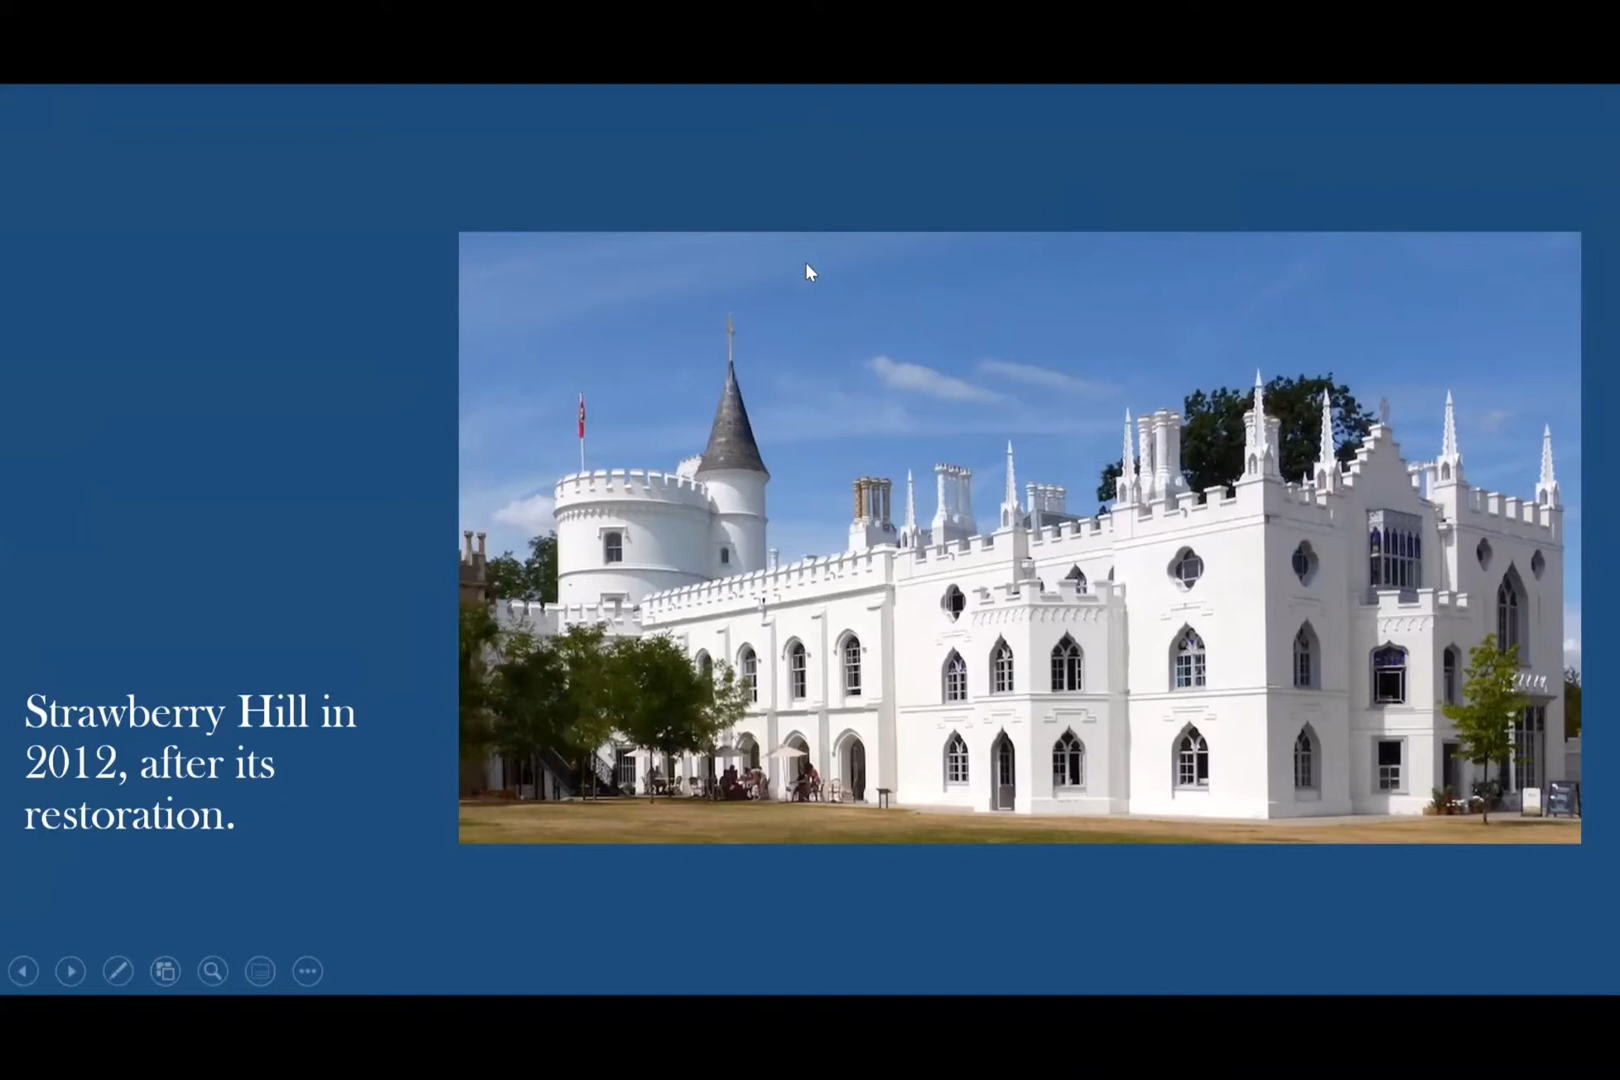 Strawberry Hill in
2012, after its
restoration.